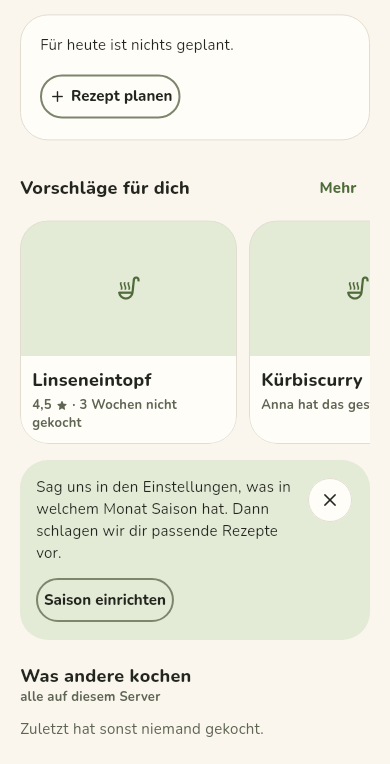 Für heute ist nichts geplant.
+ Rezept planen
Vorschläge für dich
Mehr
Linseneintopf
4,5 ★ · 3 Wochen nicht
gekocht
Kürbiscurry
Anna hat das ges
Sag uns in den Einstellungen, was in
welchem Monat Saison hat. Dann
schlagen wir dir passende Rezepte
vor.
Saison einrichten
Was andere kochen
alle auf diesem Server
Zuletzt hat sonst niemand gekocht.